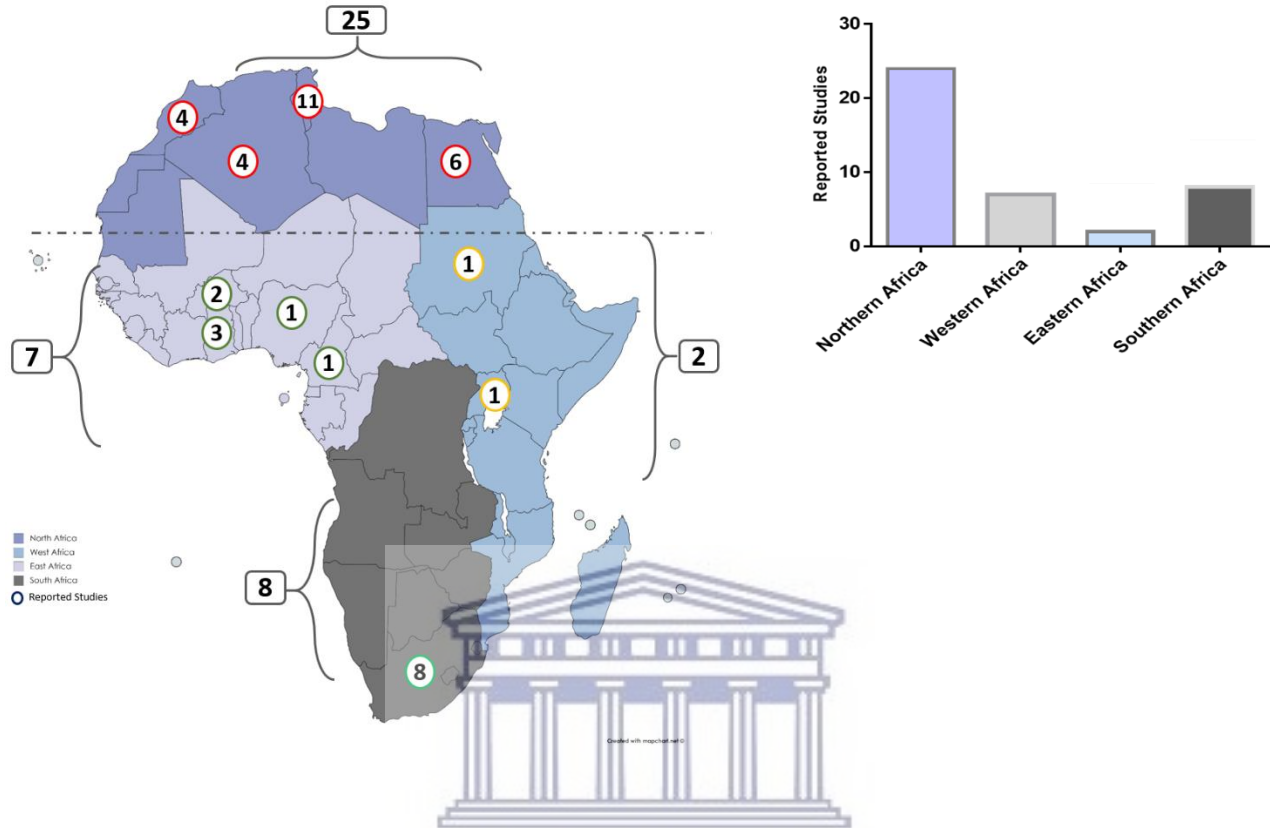 25
4
11
4
6
1
2
1
3
1
1
7
2
8
8
North Africa
West Africa
East Africa
South Africa
Reported Studies
Created with mapchart.net ©
30
20
10
0
Reported Studies
Northern Africa
Western Africa
Eastern Africa
Southern Africa